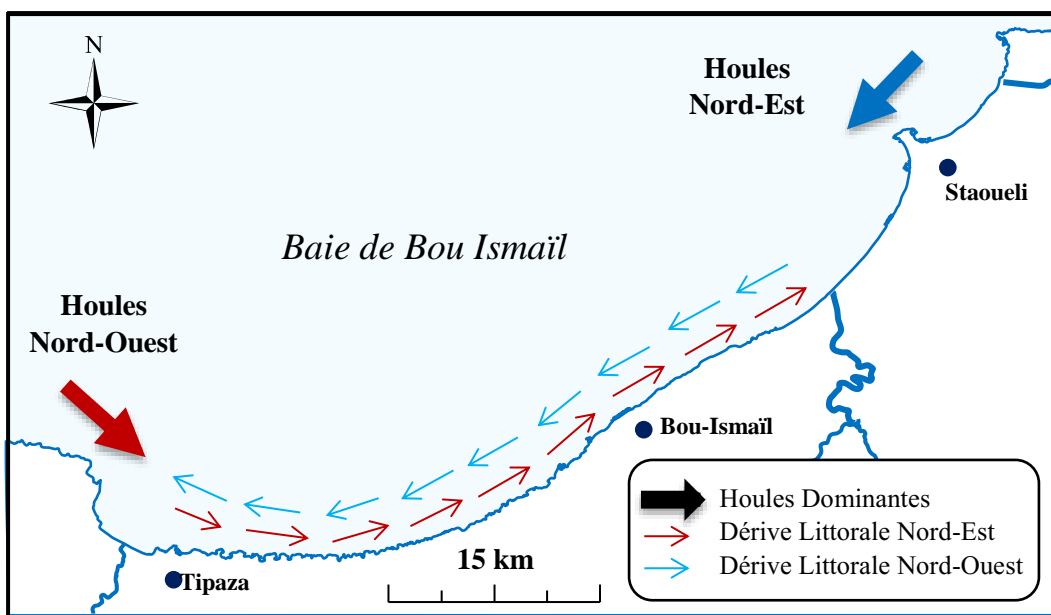 N
Houles
Nord-Est
Staoueli
Baie de Bou Ismaïl
Houles
Nord-Ouest
Bou-Ismaïl
Houles Dominantes
Dérive Littorale Nord-Est
Dérive Littorale Nord-Ouest
15 km
Tipaza